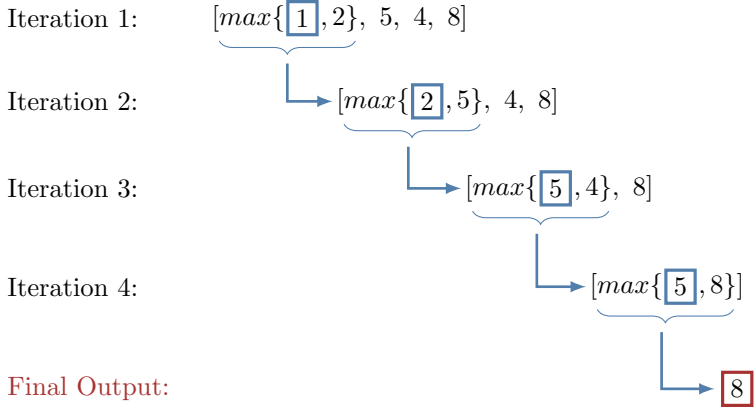 Iteration 1: [max{1, 2}, 5, 4, 8]
Iteration 2: [max{2, 5}, 4, 8]
Iteration 3: [max{5, 4}, 8]
Iteration 4: [max{5, 8}]
Final Output: 8